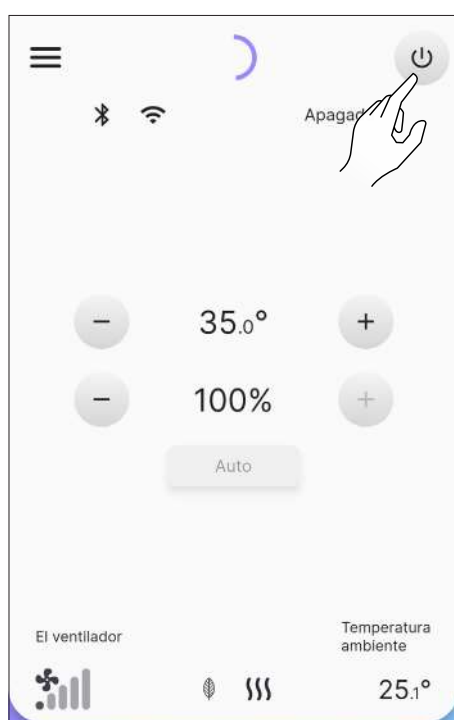 Apagad
− 35.0° +
− 100% +
Auto
El ventilador
Temperatura
ambiente
25.1°